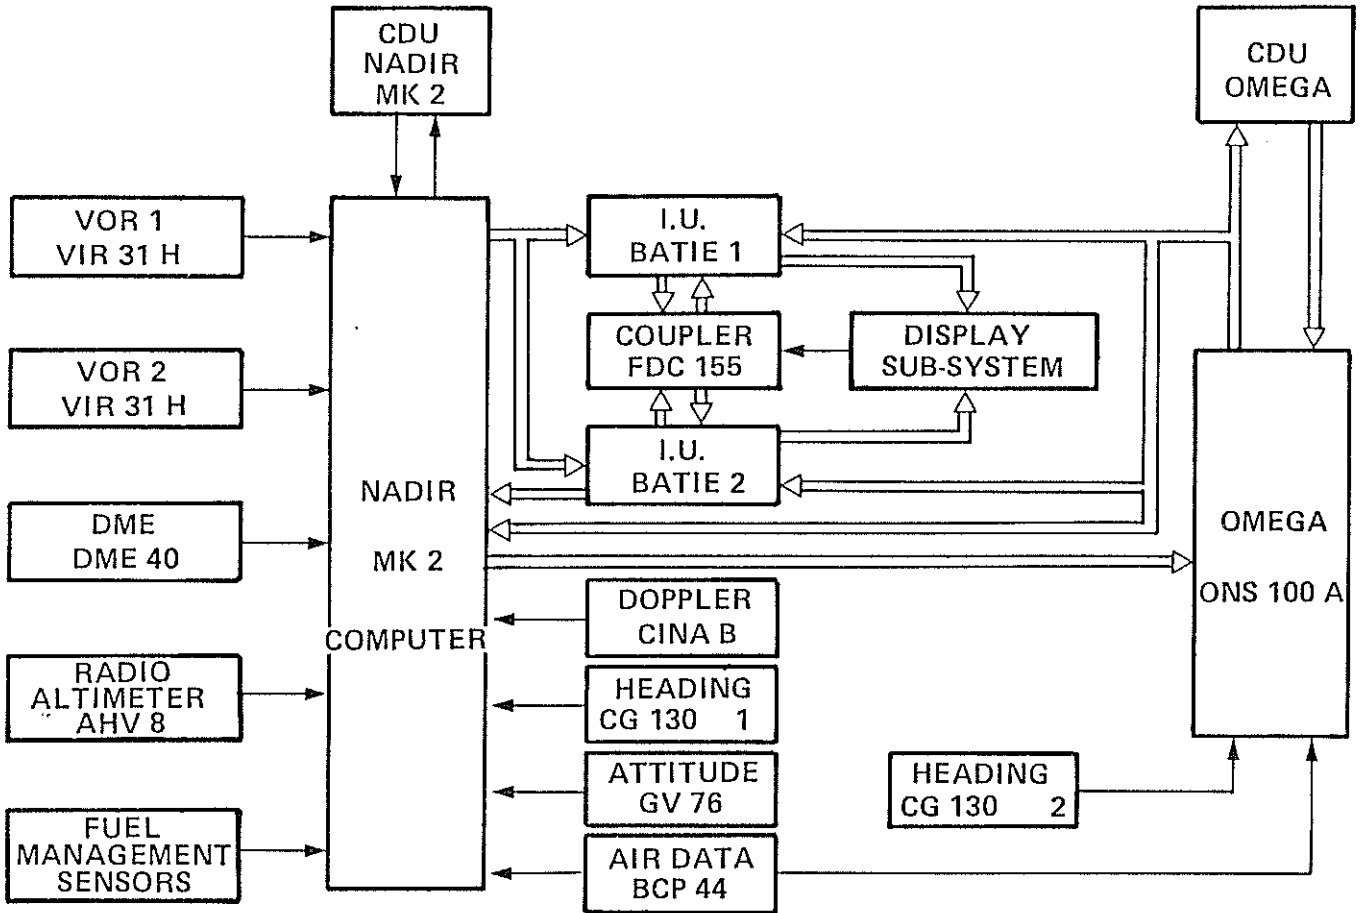 CDU
NADIR
MK 2
CDU
OMEGA
VOR 1
VIR 31 H
I.U.
BATIE 1
COUPLER
FDC 155
DISPLAY
SUB-SYSTEM
VOR 2
VIR 31 H
I.U.
BATIE 2
NADIR
MK 2
COMPUTER
DME
DME 40
OMEGA
ONS 100 A
DOPPLER
CINA B
RADIO
ALTIMETER
AHV 8
HEADING
CG 130 1
ATTITUDE
GV 76
HEADING
CG 130 2
FUEL
MANAGEMENT
SENSORS
AIR DATA
BCP 44